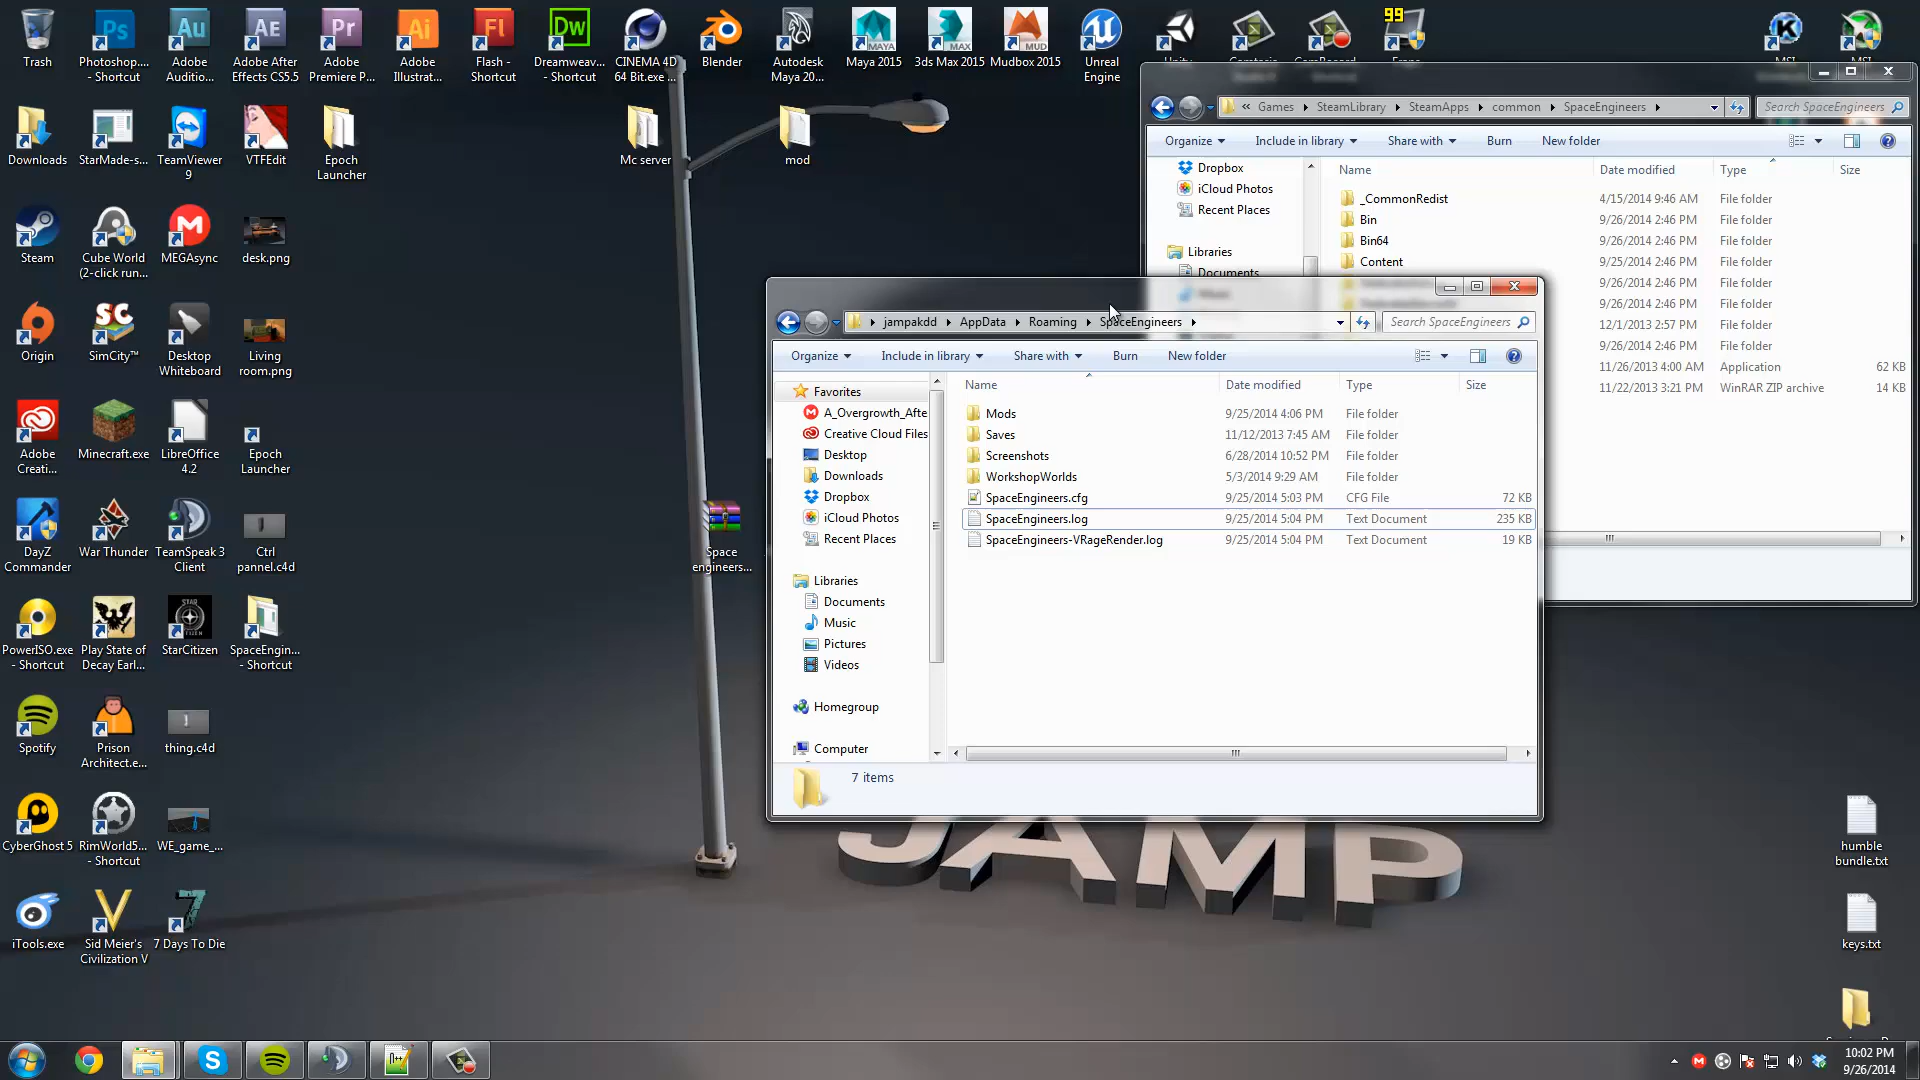 Trash
Photoshop.... - Shortcut
Adobe Auditio...
Adobe After Effects CS5.5
Adobe Premiere P...
Adobe Illustrat...
Flash - Shortcut
Dreamweav... - Shortcut
CINEMA 4D 64 Bit.exe ...
Blender
Autodesk Maya 20...
Maya 2015
3ds Max 2015
Mudbox 2015
Unreal Engine
99
Downloads
StarMade-s...
TeamViewer 9
VTFEdit
Epoch Launcher
Mc server
mod
Steam
Cube World (2-click run...
MEGAsync
desk.png
Origin
SimCity™
Desktop Whiteboard
Living room.png
Adobe Creati...
Minecraft.exe
LibreOffice 4.2
Epoch Launcher
Space engineers...
DayZ Commander
War Thunder
TeamSpeak 3 Client
Ctrl pannel.c4d
PowerISO.exe - Shortcut
Play State of Decay Earl...
StarCitizen
SpaceEngin... - Shortcut
Spotify
Prison Architect.e...
thing.c4d
CyberGhost 5
RimWorld5... - Shortcut
WE_game_...
iTools.exe
Sid Meier's Civilization V
7 Days To Die
« Games SteamLibrary SteamApps common SpaceEngineers
Search SpaceEngineers
Organize Include in library Share with Burn New folder
Dropbox
iCloud Photos
Recent Places
Libraries
Documents
Name Date modified Type Size
_CommonRedist 4/15/2014 9:46 AM File folder
Bin 9/26/2014 2:46 PM File folder
Bin64 9/26/2014 2:46 PM File folder
Content 9/25/2014 2:46 PM File folder
9/26/2014 2:46 PM File folder
9/26/2014 2:46 PM File folder
12/1/2013 2:57 PM File folder
9/26/2014 2:46 PM File folder
11/26/2013 4:00 AM Application 62 KB
11/22/2013 3:21 PM WinRAR ZIP archive 14 KB
jampakdd AppData Roaming SpaceEngineers
Search SpaceEngineers
Organize Include in library Share with Burn New folder
Favorites
A_Overgrowth_Afte
Creative Cloud Files
Desktop
Downloads
Dropbox
iCloud Photos
Recent Places
Libraries
Documents
Music
Pictures
Videos
Homegroup
Computer
Name Date modified Type Size
Mods 9/25/2014 4:06 PM File folder
Saves 11/12/2013 7:45 AM File folder
Screenshots 6/28/2014 10:52 PM File folder
WorkshopWorlds 5/3/2014 9:29 AM File folder
SpaceEngineers.cfg 9/25/2014 5:03 PM CFG File 72 KB
SpaceEngineers.log 9/25/2014 5:04 PM Text Document 235 KB
SpaceEngineers-VRageRender.log 9/25/2014 5:04 PM Text Document 19 KB
7 items
JAMP
humble bundle.txt
keys.txt
10:02 PM
9/26/2014